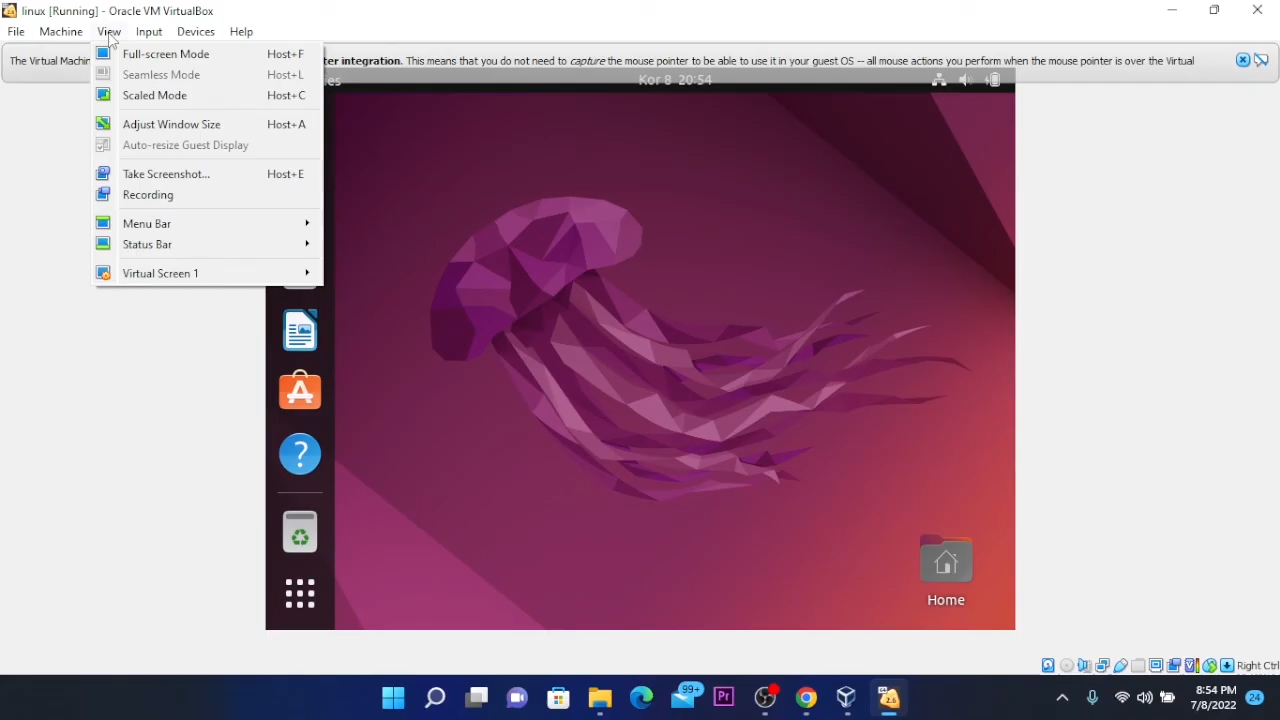 linux [Running] - Oracle VM VirtualBox
File Machine View Input Devices Help
The Virtual Machin
ter integration. This means that you do not need to capture the mouse pointer to be able to use it in your guest OS -- all mouse actions you perform when the mouse pointer is over the Virtual
Full-screen Mode Host+F
Seamless Mode Host+L
Scaled Mode Host+C
Adjust Window Size Host+A
Auto-resize Guest Display
Take Screenshot... Host+E
Recording
Menu Bar
Status Bar
Virtual Screen 1
es
Kor 8 20:54
?
Home
Right Ctrl
99+
Pr
2.6
8:54 PM
7/8/2022
24